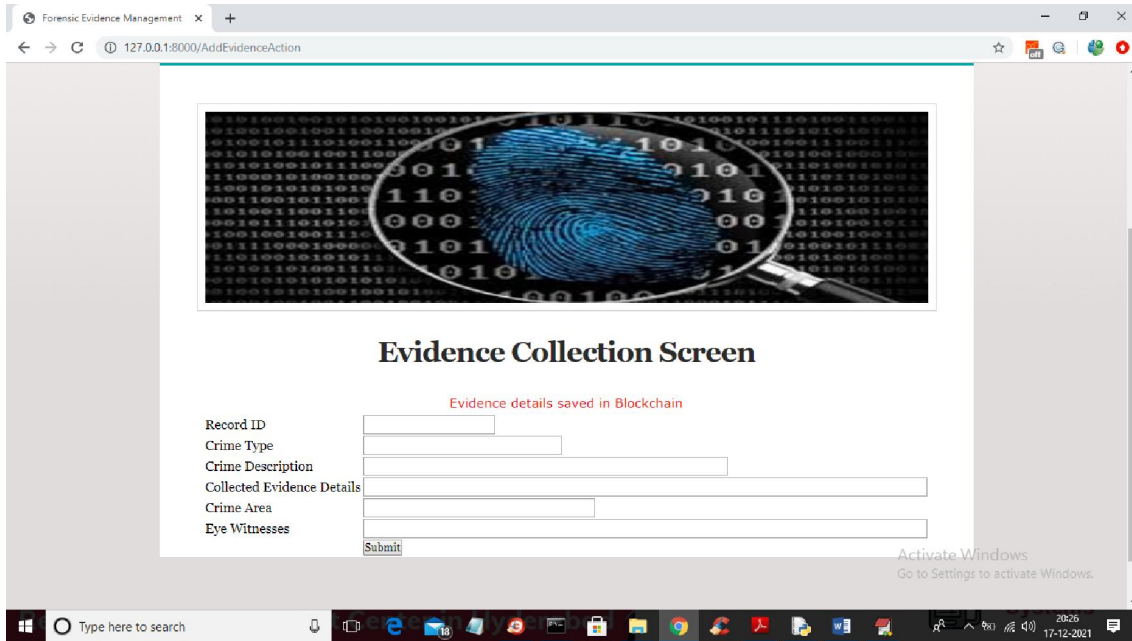 Forensic Evidence Management
127.0.0.1:8000/AddEvidenceAction
off
Evidence Collection Screen
Evidence details saved in Blockchain
Record ID
Crime Type
Crime Description
Collected Evidence Details
Crime Area
Eye Witnesses
Submit
Activate Windows
Go to Settings to activate Windows.
Type here to search
18
20:26
17-12-2021